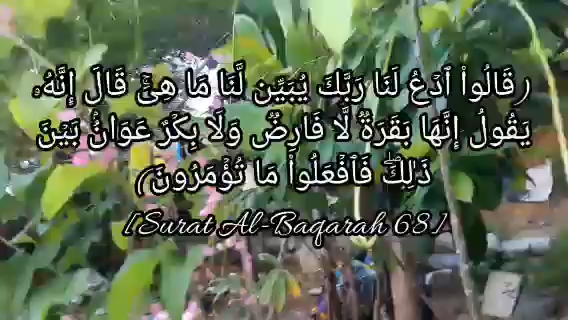 (قَالُوا۟ ٱدْعُ لَنَا رَبَّكَ يُبَيِّن لَّنَا مَا هِىَۚ قَالَ إِنَّهُۥ
يَقُولُ إِنَّهَا بَقَرَةٌۭ لَّا فَارِضٌۭ وَلَا بِكْرٌ عَوَانٌۢ بَيْنَ
ذَٰلِكَۖ فَٱفْعَلُوا۟ مَا تُؤْمَرُونَ)
[Surat Al-Baqarah 68]